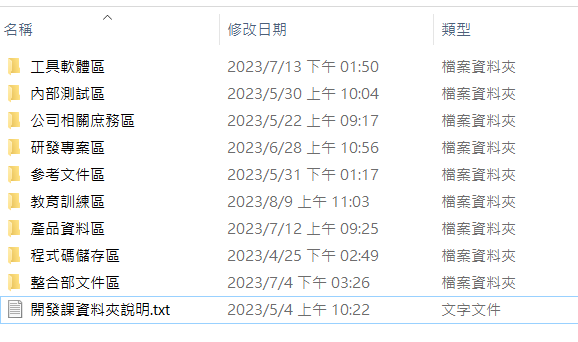 名稱 修改日期 類型
工具軟體區 2023/7/13 下午 01:50 檔案資料夾
內部測試區 2023/5/30 上午 10:04 檔案資料夾
公司相關庶務區 2023/5/22 上午 09:17 檔案資料夾
研發專案區 2023/6/28 上午 10:56 檔案資料夾
參考文件區 2023/5/31 下午 01:17 檔案資料夾
教育訓練區 2023/8/9 上午 11:03 檔案資料夾
產品資料區 2023/7/12 上午 09:25 檔案資料夾
程式碼儲存區 2023/4/25 下午 02:49 檔案資料夾
整合部文件區 2023/7/4 下午 03:26 檔案資料夾
開發課資料夾說明.txt 2023/5/4 上午 10:22 文字文件